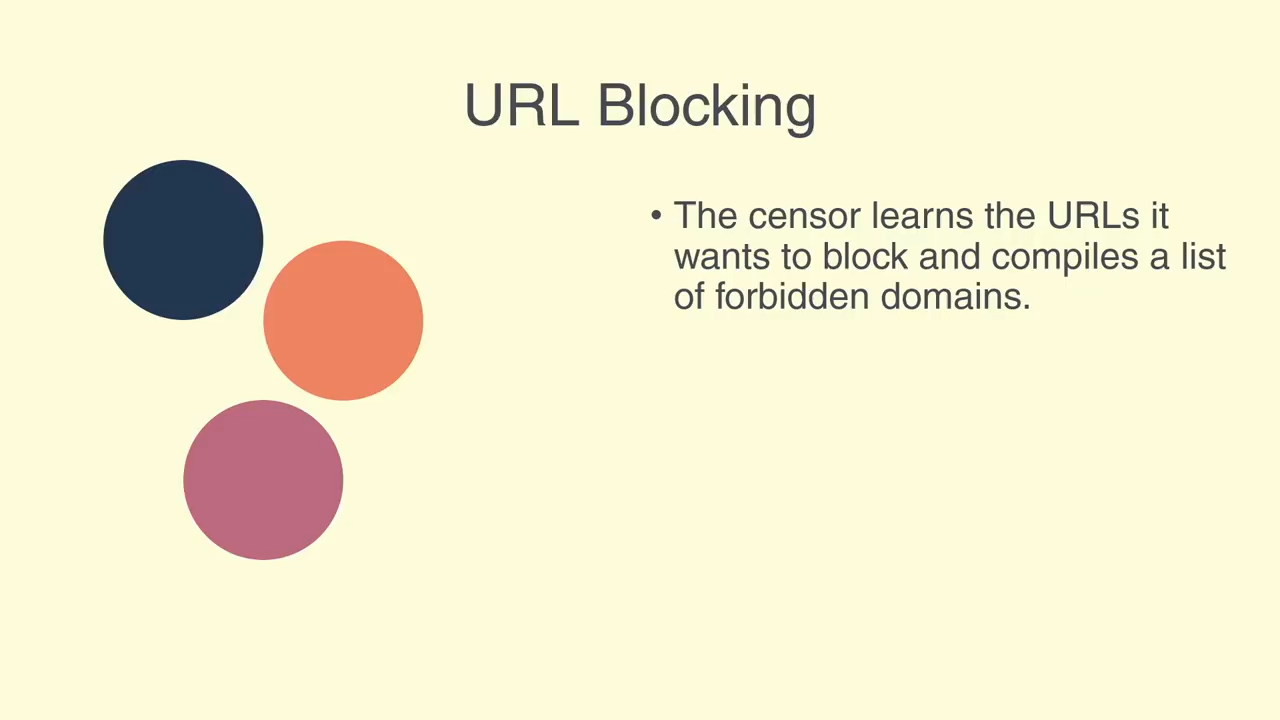 URL Blocking
• The censor learns the URLs it
wants to block and compiles a list
of forbidden domains.